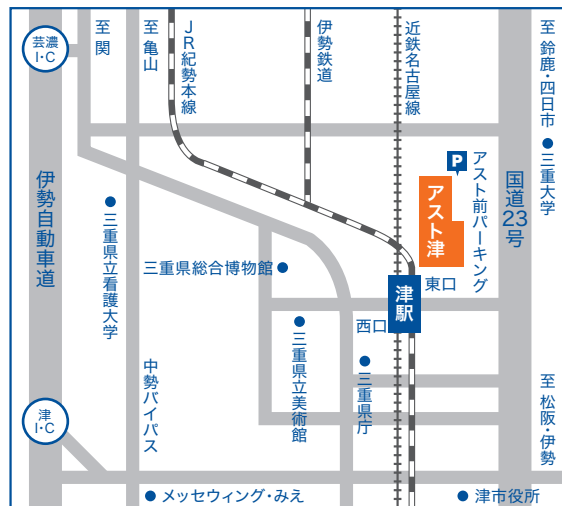 芸濃
I・C
至 関
至 亀山
JR紀勢本線
伊勢鉄道
近鉄名古屋線
至 鈴鹿・四日市
三重大学
国道23号
P
アスト前パーキング
アスト津
伊勢自動車道
三重県立看護大学
三重県総合博物館
東口
津駅
西口
三重県立美術館
三重県庁
中勢バイパス
至 松阪・伊勢
津
I・C
メッセウィング・みえ
津市役所